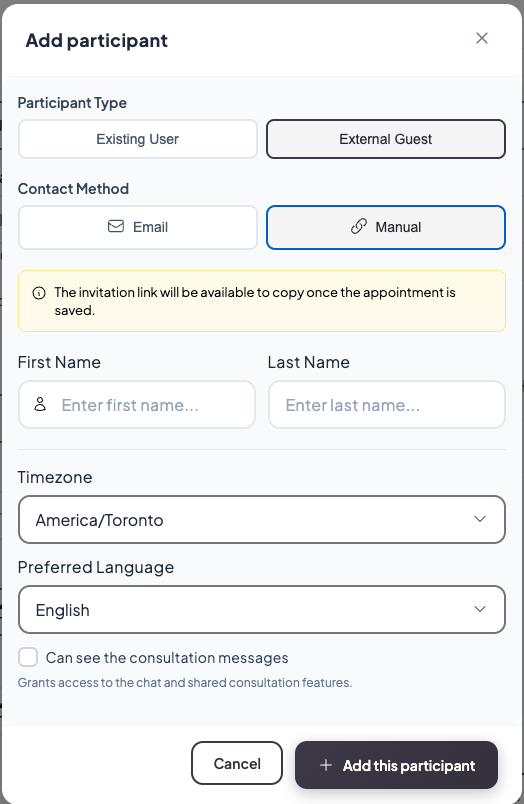 Add participant
Participant Type
Existing User
External Guest
Contact Method
Email
Manual
The invitation link will be available to copy once the appointment is
saved.
First Name
Last Name
Enter first name...
Enter last name...
Timezone
America/Toronto
Preferred Language
English
Can see the consultation messages
Grants access to the chat and shared consultation features.
Cancel
Add this participant